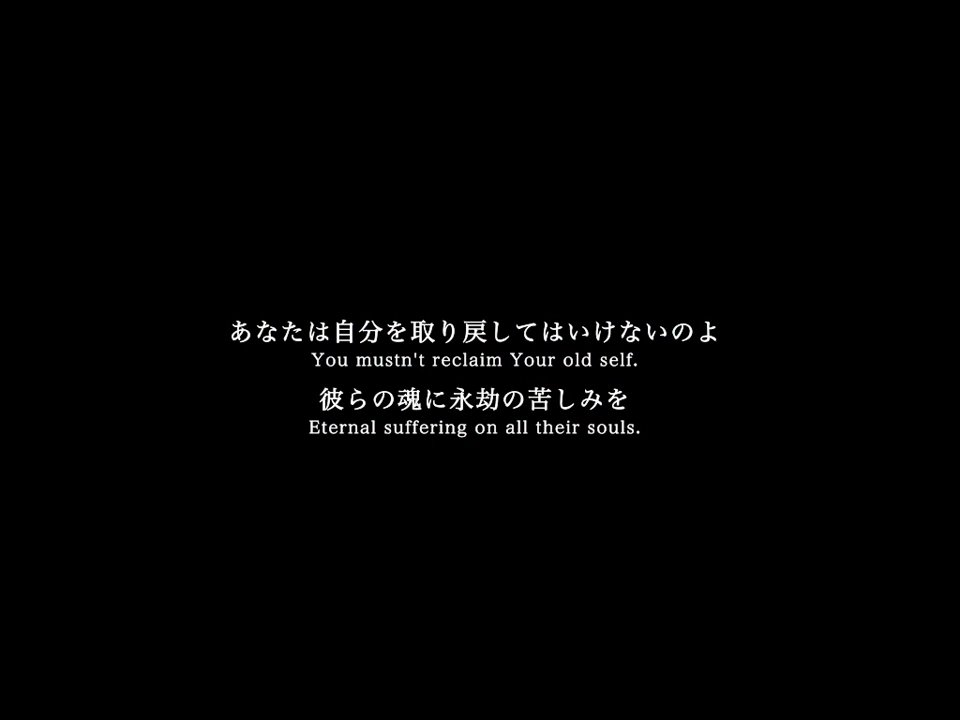 あなたは自分を取り戻してはいけないのよ
You mustn't reclaim Your old self.
彼らの魂に永劫の苦しみを
Eternal suffering on all their souls.